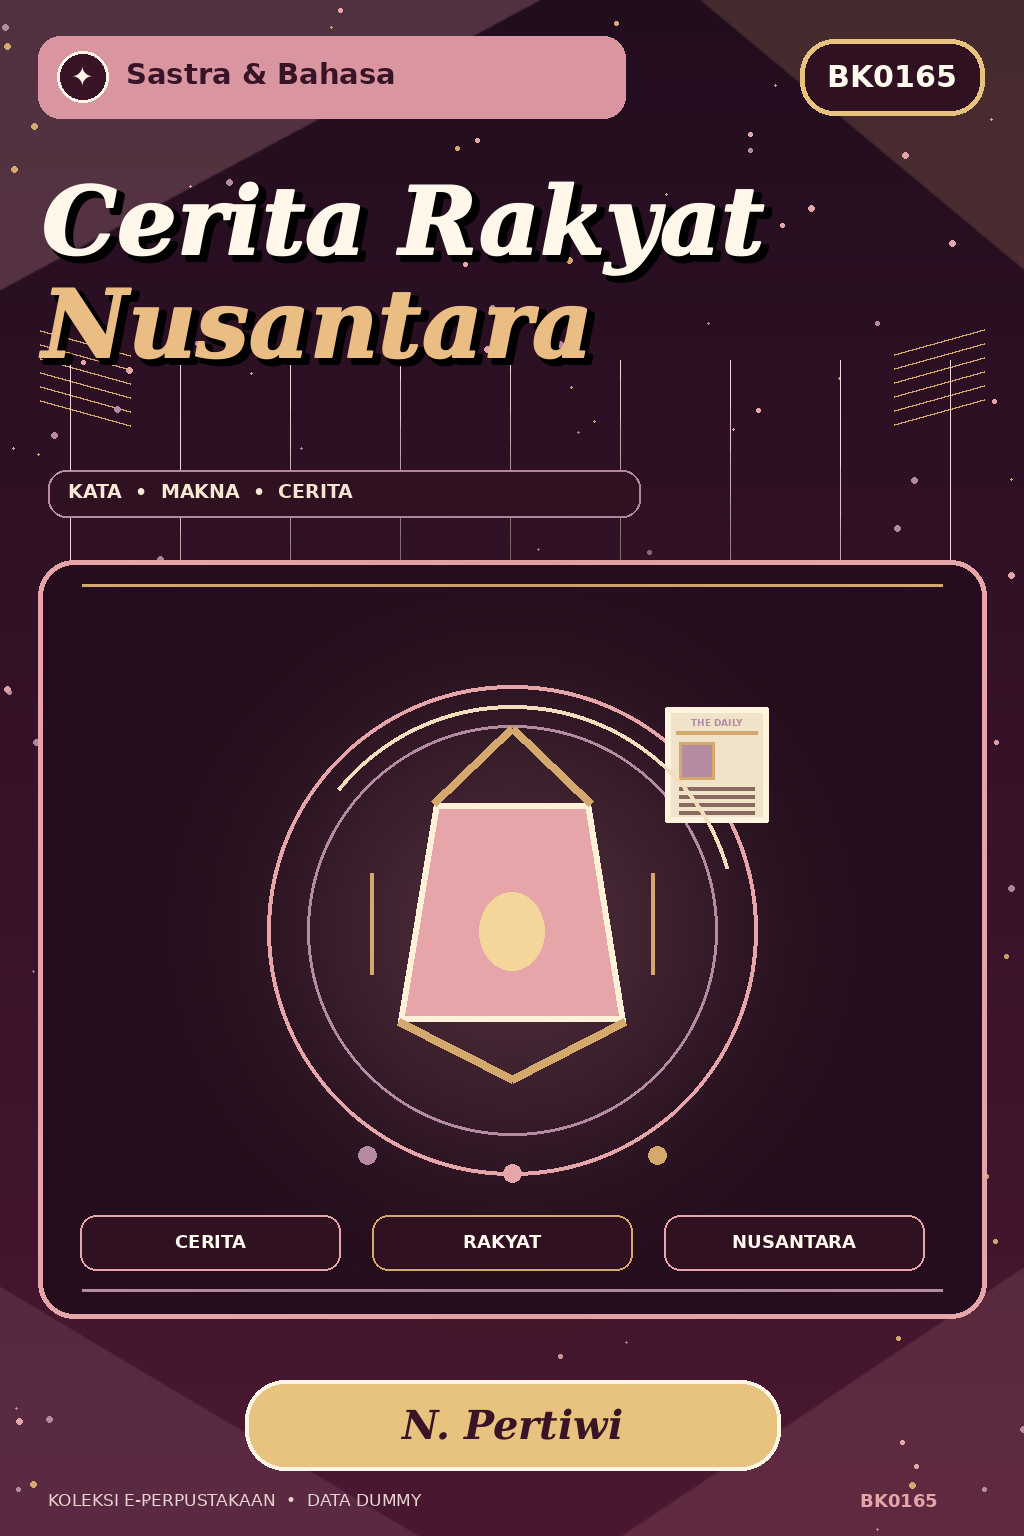 Sastra & Bahasa
BK0165
Cerita Rakyat
Nusantara
KATA • MAKNA • CERITA
THE DAILY
CERITA
RAKYAT
NUSANTARA
N. Pertiwi
KOLEKSI E-PERPUSTAKAAN • DATA DUMMY
BK0165